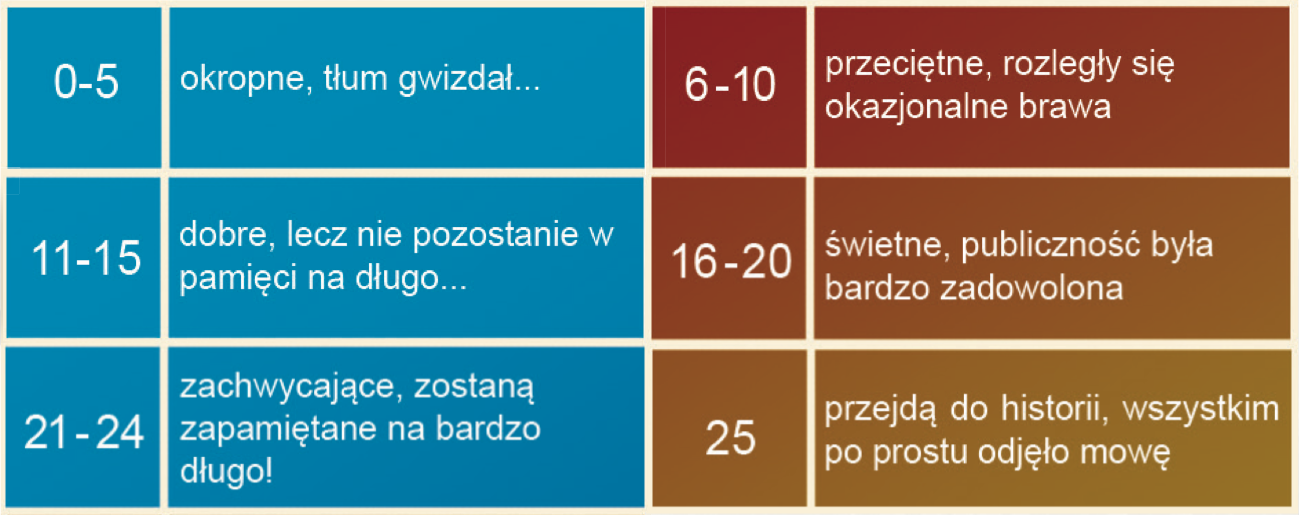 0-5
okropne, tłum gwizdał...
6-10
przeciętne, rozległy się
okazjonalne brawa
11-15
dobre, lecz nie pozostanie w
pamięci na długo...
16-20
świetne, publiczność była
bardzo zadowolona
21-24
zachwycające, zostaną
zapamiętane na bardzo
długo!
25
przejdą do historii, wszystkim
po prostu odjęło mowę